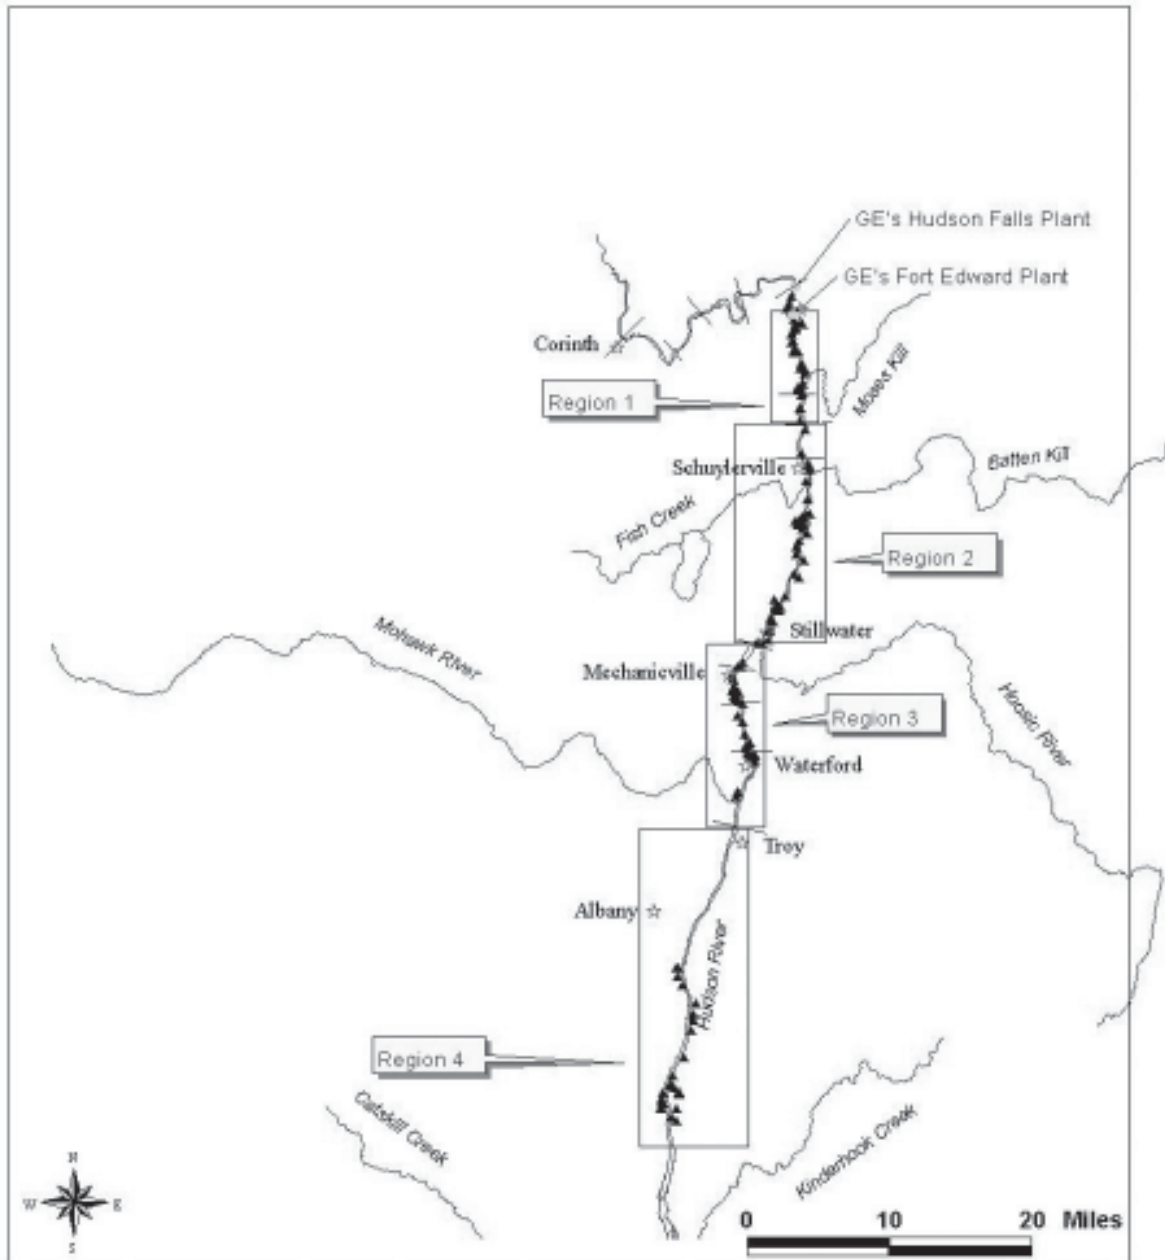 GE's Hudson Falls Plant
GE's Fort Edward Plant
Corinth
Moses Kill
Region 1
Batten Kill
Schuylerville
Fish Creek
Region 2
Stillwater
Mohawk River
Mechanicville
Hoosic River
Region 3
Waterford
Troy
Albany
Hudson River
Region 4
Catskill Creek
Kinderhook Creek
N
W E
S
0 10 20 Miles